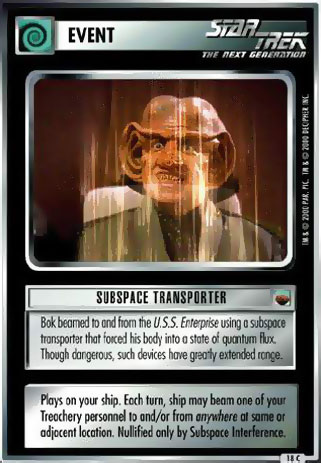 EVENT
STAR TREK
THE NEXT GENERATION
TM & © 2000 PAR. PIC. TM & © 2000 DECIPHER INC.
SUBSPACE TRANSPORTER
Bok beamed to and from the U.S.S. Enterprise using a subspace
transporter that forced his body into a state of quantum flux.
Though dangerous, such devices have greatly extended range.
Plays on your ship. Each turn, ship may beam one of your
Treachery personnel to and/or from anywhere at same or
adjacent location. Nullified only by Subspace Interference.
18 C